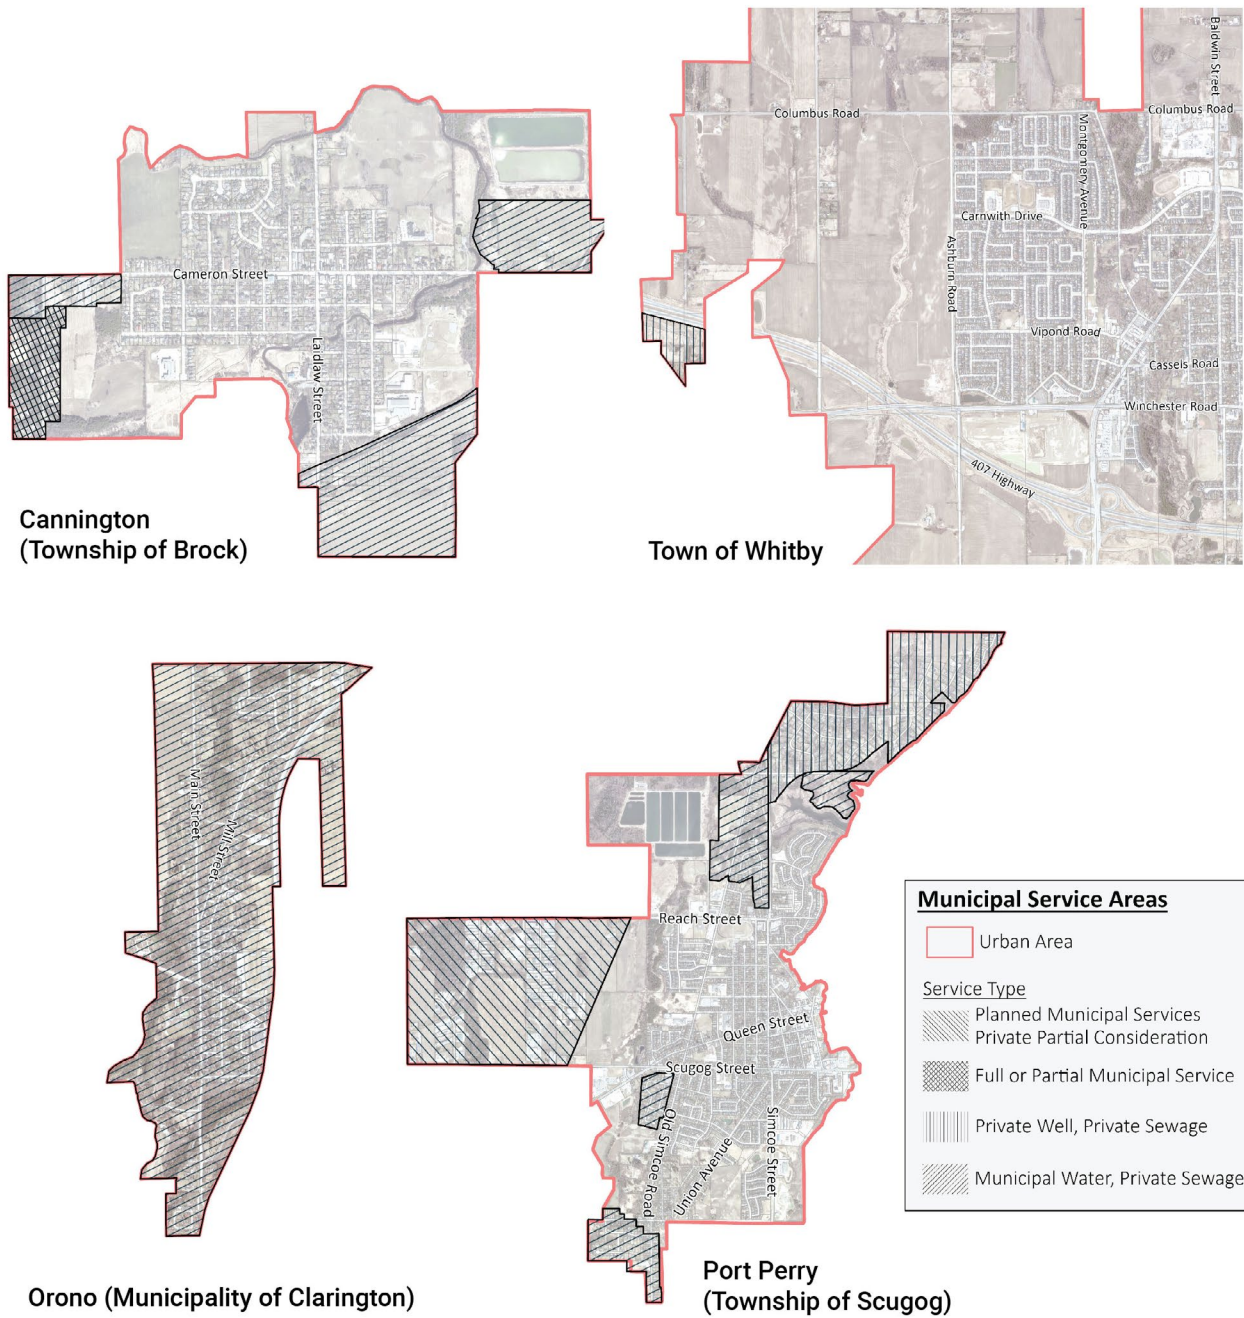 Baldwin Street
Columbus Road
Columbus Road
Montgomery Avenue
Carnwith Drive
Ashburn Road
Cameron Street
Vipond Road
Laidlaw Street
Cassels Road
Winchester Road
407 Highway
Cannington
(Township of Brock)
Town of Whitby
Main Street
Mill Street
Reach Street
Queen Street
Scugog Street
Old Simcoe Road
Union Avenue
Simcoe Street
Municipal Service Areas
Urban Area
Service Type
Planned Municipal Services
Private Partial Consideration
Full or Partial Municipal Service
Private Well, Private Sewage
Municipal Water, Private Sewage
Orono (Municipality of Clarington)
Port Perry
(Township of Scugog)